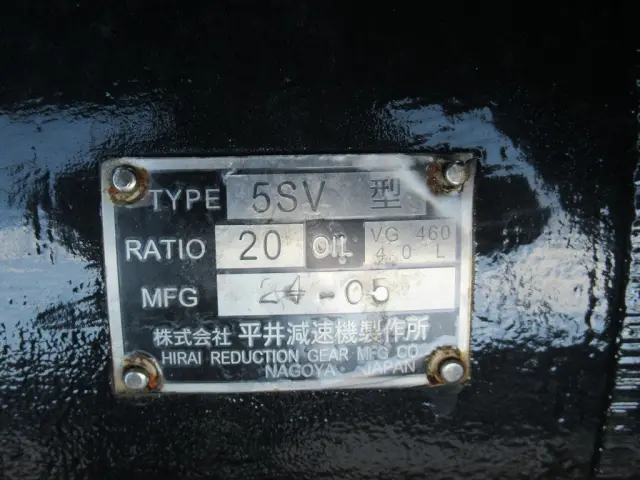 TYPE 5SV 型
RATIO 20 OIL VG 460
4.0 L
MFG 24-05
株式会社 平井減速機製作所
HIRAI REDUCTION GEAR MFG CO
NAGOYA JAPAN